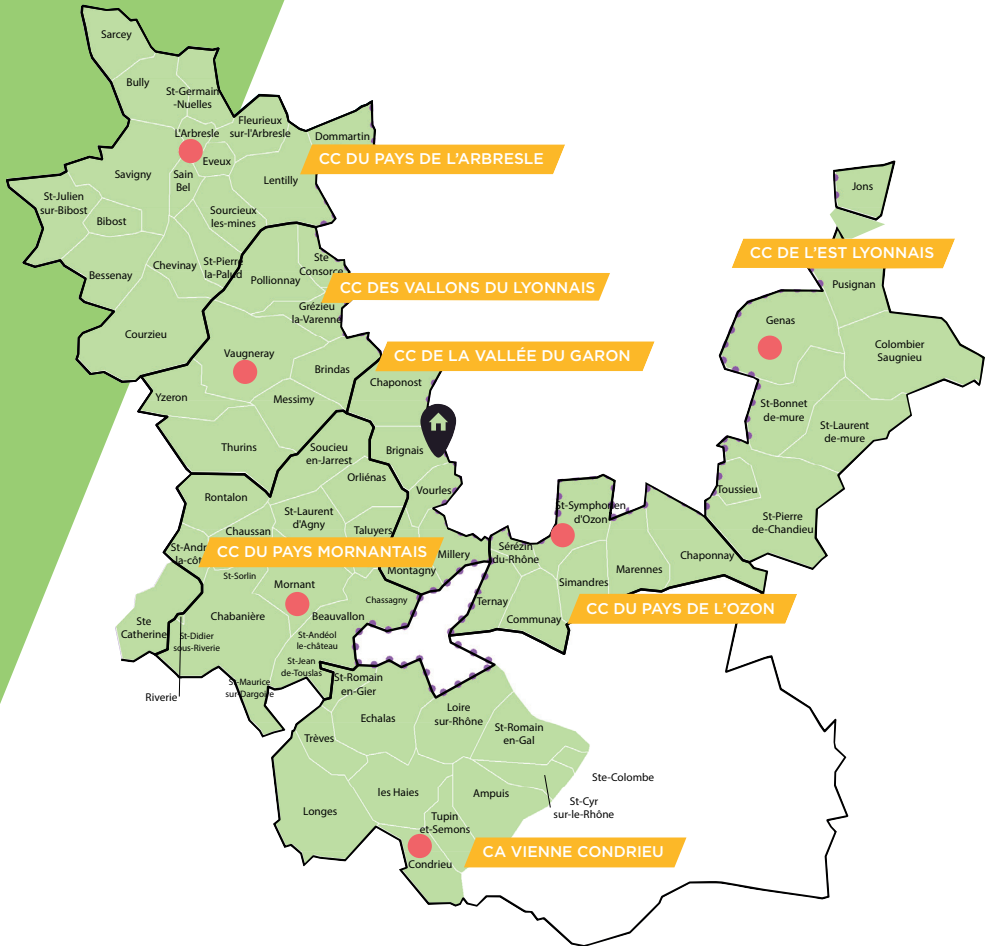 Sarcey
Bully
St-Germain
-Nuelles
Fleurieux
sur-l'Arbresle
L'Arbresle
Dommartin
CC DU PAYS DE L'ARBRESLE
Eveux
Savigny
Sain
Bel
Lentilly
St-Julien
sur-Bibost
Bibost
Sourcieux
les-mines
Bessenay
Chevinay
St-Pierre
la-Palud
Courzieu
Jons
CC DE L'EST LYONNAIS
Pusignan
Genas
Colombier
Saugnieu
St-Bonnet
de-mure
St-Laurent
de-mure
Toussieu
St-Pierre
de-Chandieu
Ste
Consorce
Pollionnay
CC DES VALLONS DU LYONNAIS
Grézieu
la-Varenne
Vaugneray
Brindas
Yzeron
Messimy
Thurins
CC DE LA VALLÉE DU GARON
Chaponost
Brignais
Vourles
Millery
Montagny
Soucieu
en-Jarrest
Orliénas
Rontalon
St-Laurent
d'Agny
Chaussan
Taluyers
St-Andr
la-côt
CC DU PAYS MORNANTAIS
St-Sorlin
Mornant
Chassagny
Chabanière
Beauvallon
Ste
Catherine
St-Didier
sous-Riverie
St-Andéol
le-château
St-Jean
de-Touslas
Riverie
St-Maurice
sur-Dargoire
St-Symphorien
d'Ozon
Sérézin
du-Rhône
Chaponnay
Marennes
Simandres
Ternay
CC DU PAYS DE L'OZON
Communay
St-Romain
en-Gier
Echalas
Loire
sur-Rhône
St-Romain
en-Gal
Trèves
Ste-Colombe
les Haies
Ampuis
St-Cyr
sur-le-Rhône
Longes
Tupin
et-Semons
CA VIENNE CONDRIEU
Condrieu